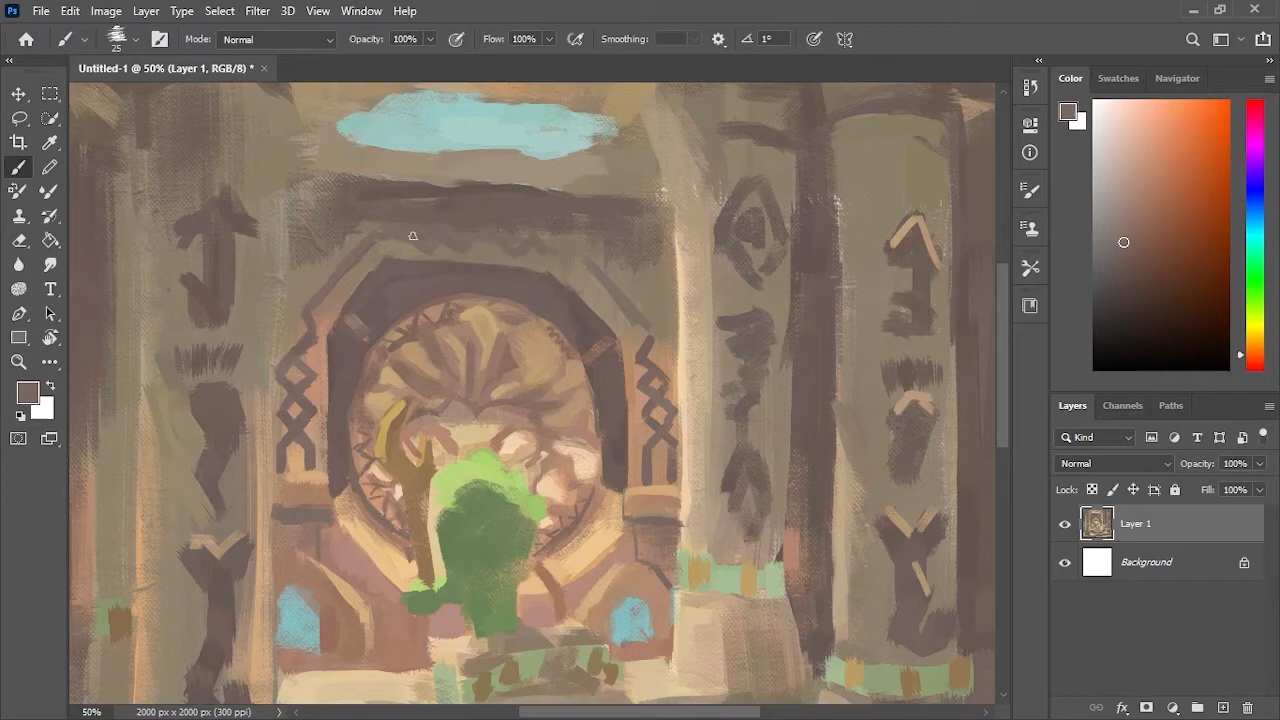 Ps File Edit Image Layer Type Select Filter 3D View Window Help
25 Mode: Normal Opacity: 100% Flow: 100% Smoothing: 1°
Untitled-1 @ 50% (Layer 1, RGB/8) * ×
Color Swatches Navigator
Layers Channels Paths
Kind
Normal Opacity: 100%
Lock: Fill: 100%
Layer 1
Background
50% 2000 px x 2000 px (300 ppi)